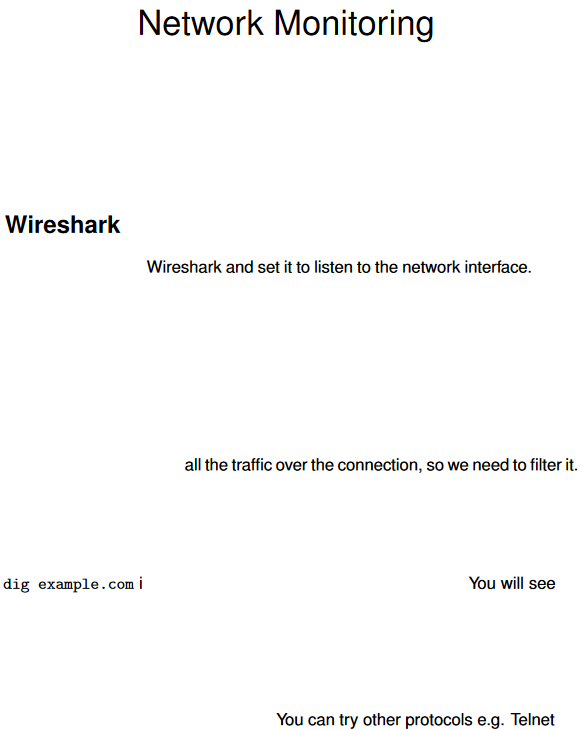 Network Monitoring
Wireshark
Wireshark and set it to listen to the network interface.
all the traffic over the connection, so we need to filter it.
dig example.com i You will see
You can try other protocols e.g. Telnet